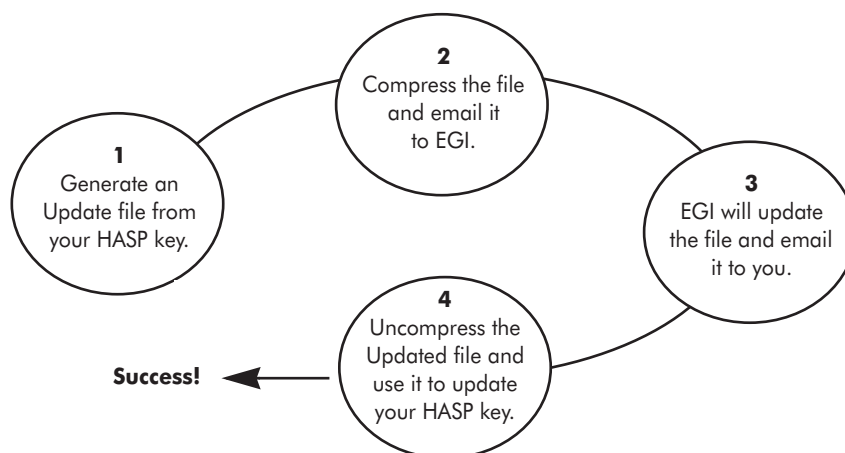 1
Generate an
Update file from
your HASP key.
2
Compress the file
and email it
to EGI.
3
EGI will update
the file and email
it to you.
4
Uncompress the
Updated file and
use it to update
your HASP key.
Success!